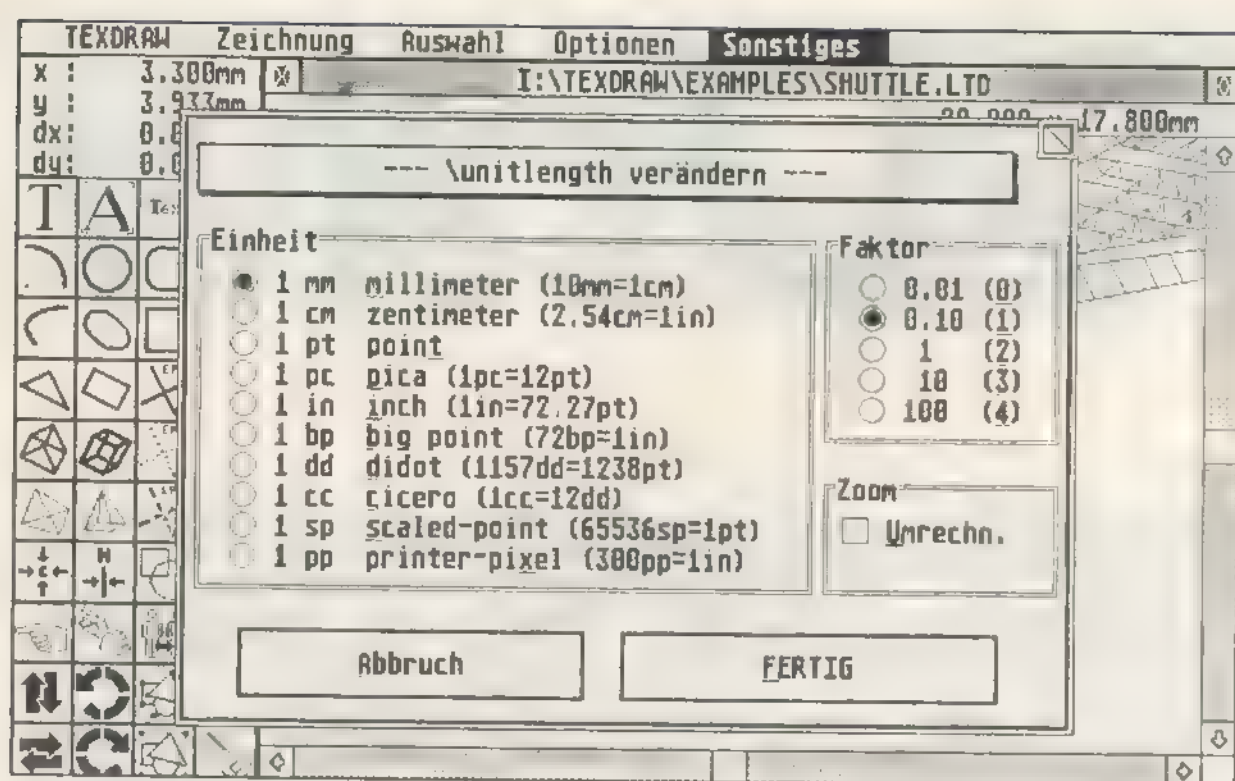 TEXDRAW Zeichnung Auswahl Optionen Sonstiges
x : 3.300mm
I:\TEXDRAW\EXAMPLES\SHUTTLE.LTD
y : 3.933mm
17.800mm
dx:
dy:
--- \unitlength verändern ---
T A
Einheit
1 mm millimeter (10mm=1cm)
1 cm zentimeter (2.54cm=1in)
1 pt point
1 pc pica (1pc=12pt)
1 in inch (1in=72.27pt)
1 bp big point (72bp=1in)
1 dd didot (1157dd=1238pt)
1 cc cicero (1cc=12dd)
1 sp scaled-point (65536sp=1pt)
1 pp printer-pixel (300pp=1in)
Faktor
0.01 (0)
0.10 (1)
1 (2)
10 (3)
100 (4)
Zoom
Umrechn.
Abbruch
FERTIG